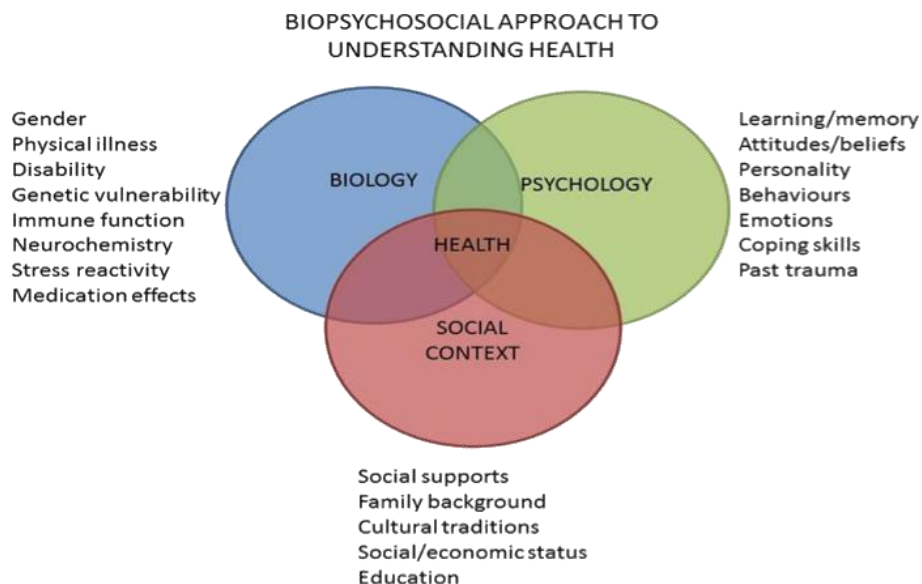 BIOPSYCHOSOCIAL APPROACH TO
UNDERSTANDING HEALTH
Gender
Physical illness
Disability
Genetic vulnerability
Immune function
Neurochemistry
Stress reactivity
Medication effects
BIOLOGY
PSYCHOLOGY
HEALTH
SOCIAL
CONTEXT
Learning/memory
Attitudes/beliefs
Personality
Behaviours
Emotions
Coping skills
Past trauma
Social supports
Family background
Cultural traditions
Social/economic status
Education